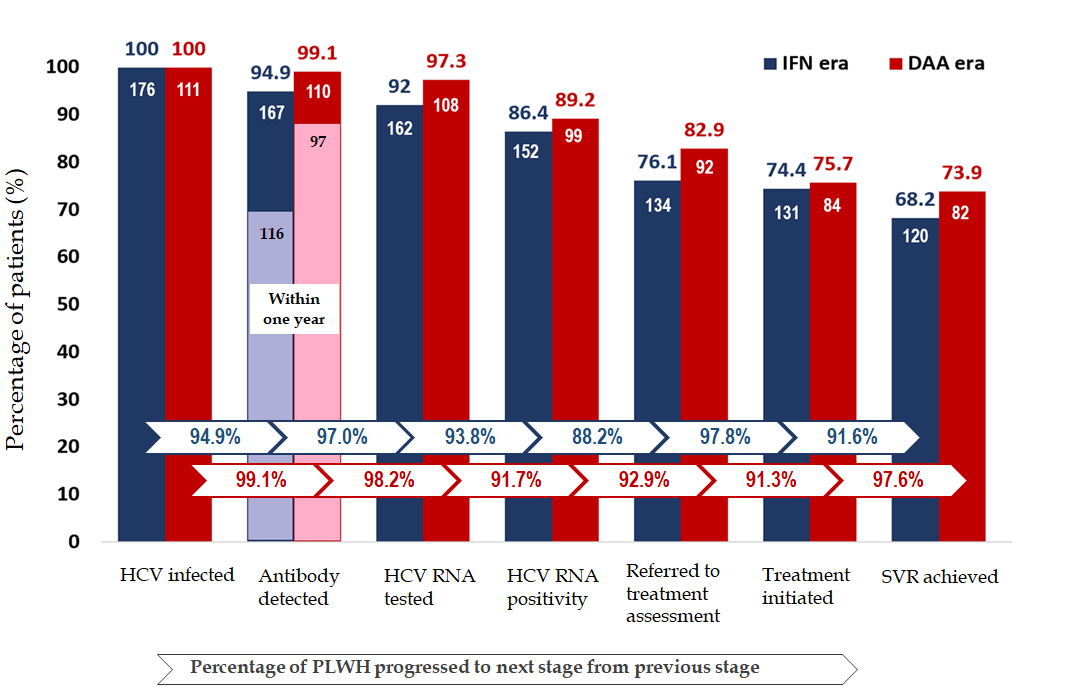 Percentage of patients (%)
100
90
80
70
60
50
40
30
20
10
0
IFN era
DAA era
100 100
176 111
94.9 99.1
167 110
116 97
Within
one year
92 97.3
162 108
86.4 89.2
152 99
76.1 82.9
134 92
74.4 75.7
131 84
68.2 73.9
120 82
94.9% 97.0% 93.8% 88.2% 97.8% 91.6%
99.1% 98.2% 91.7% 92.9% 91.3% 97.6%
HCV infected
Antibody
detected
HCV RNA
tested
HCV RNA
positivity
Referred to
treatment
assessment
Treatment
initiated
SVR achieved
Percentage of PLWH progressed to next stage from previous stage